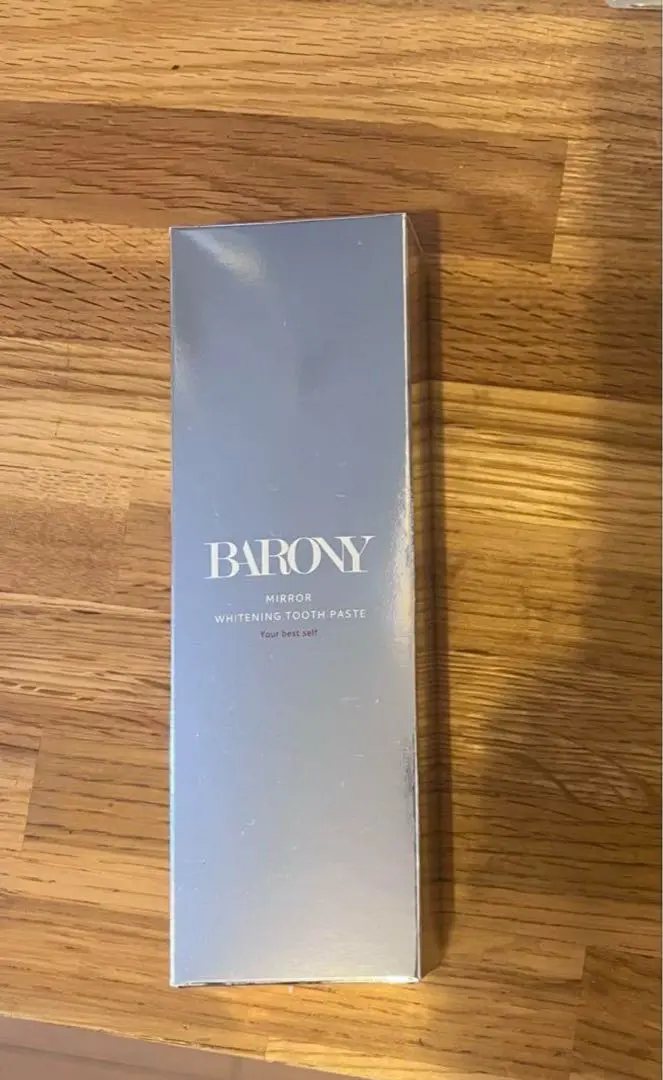 BARONY
MIRROR
WHITENING TOOTH PASTE
Your best self